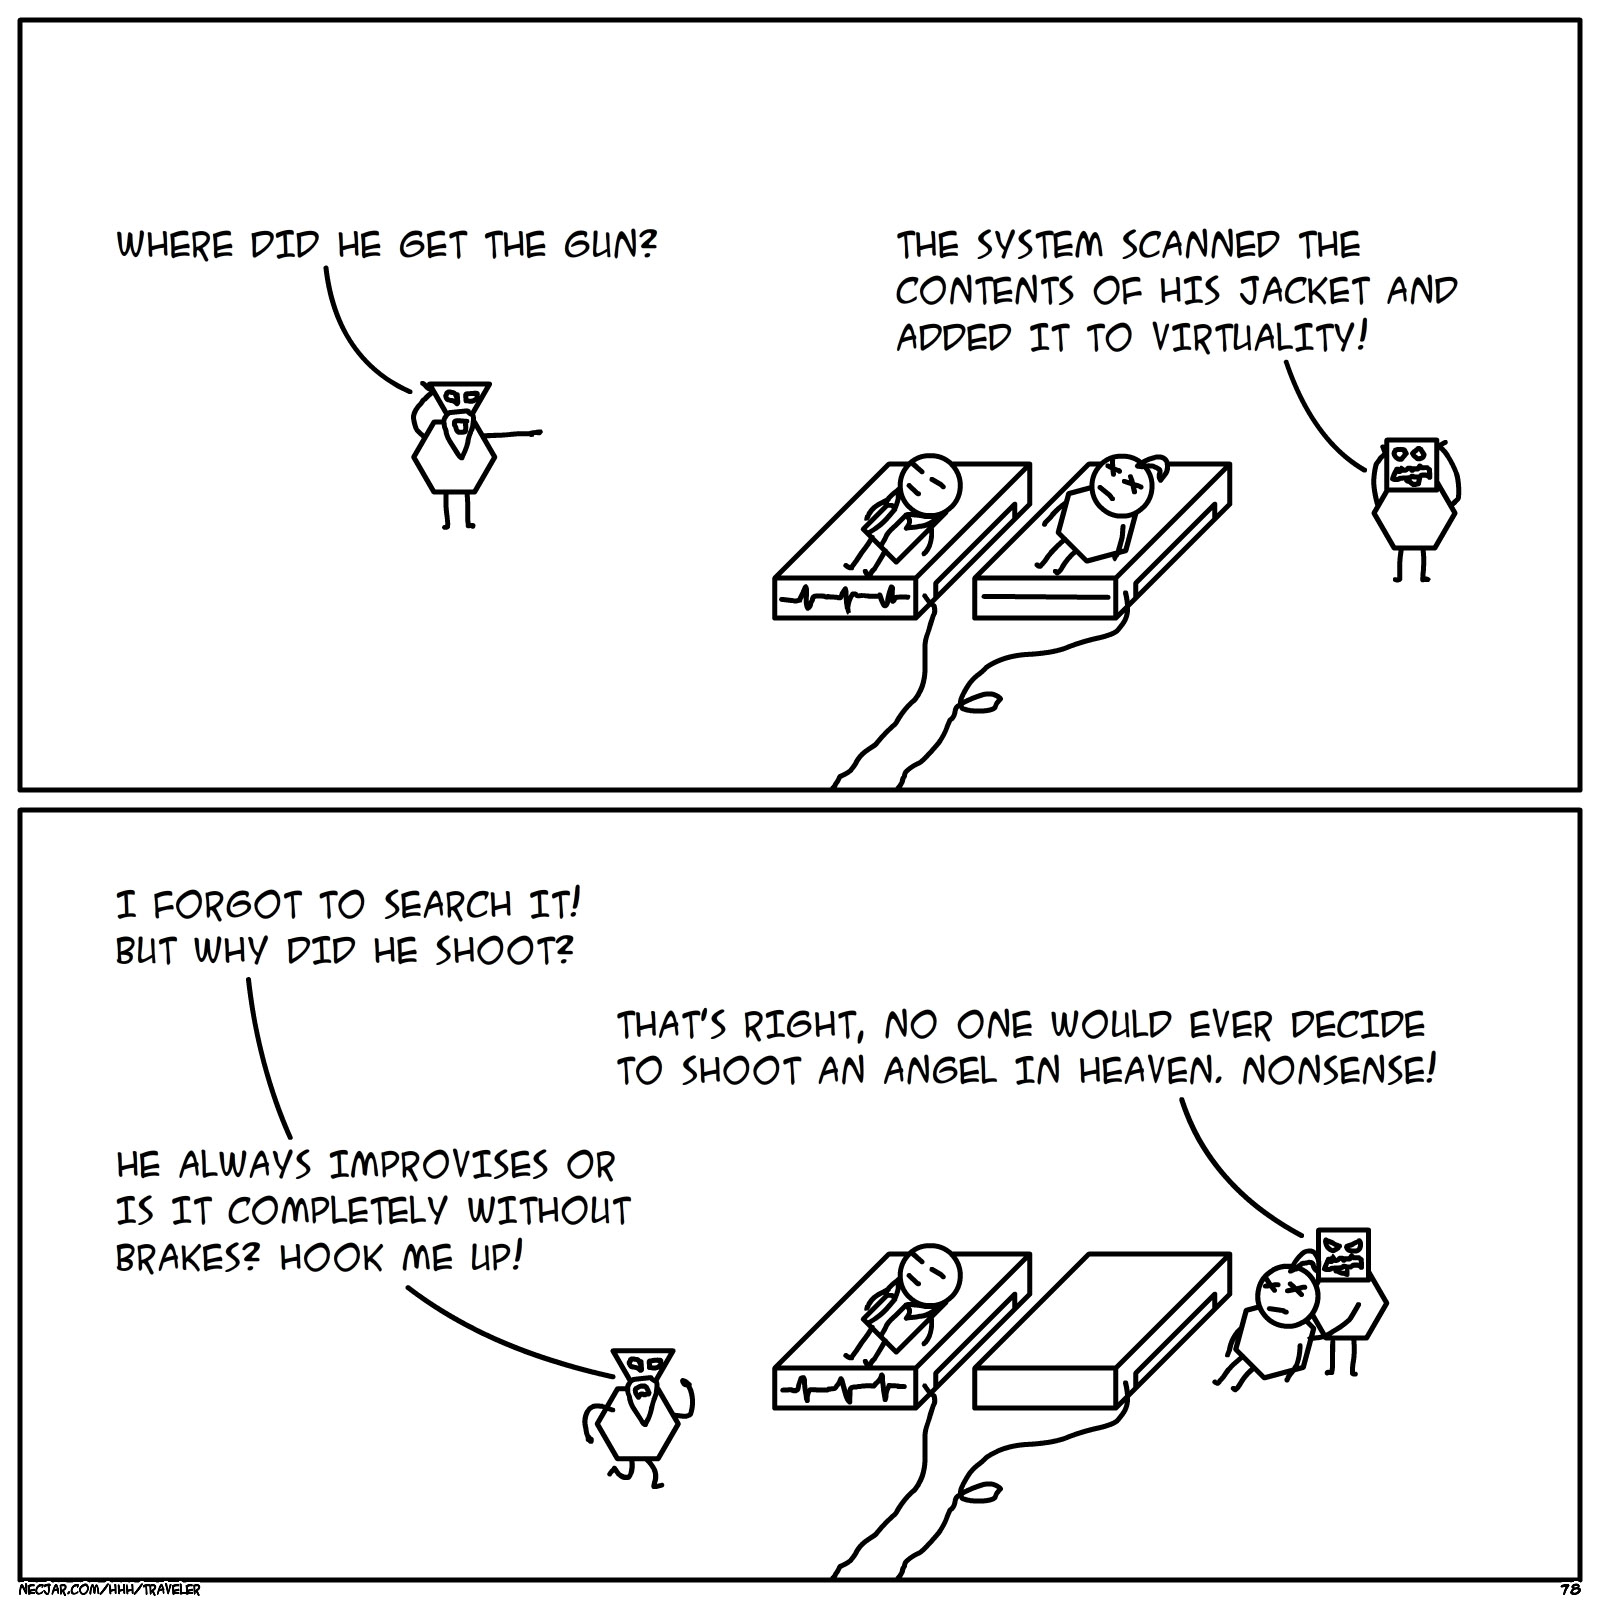 WHERE DID HE GET THE GUN?
THE SYSTEM SCANNED THE
CONTENTS OF HIS JACKET AND
ADDED IT TO VIRTUALITY!
I FORGOT TO SEARCH IT!
BUT WHY DID HE SHOOT?
THAT'S RIGHT, NO ONE WOULD EVER DECIDE
TO SHOOT AN ANGEL IN HEAVEN. NONSENSE!
HE ALWAYS IMPROVISES OR
IS IT COMPLETELY WITHOUT
BRAKES? HOOK ME UP!
NECJAR.COM/HHH/TRAVELER
78